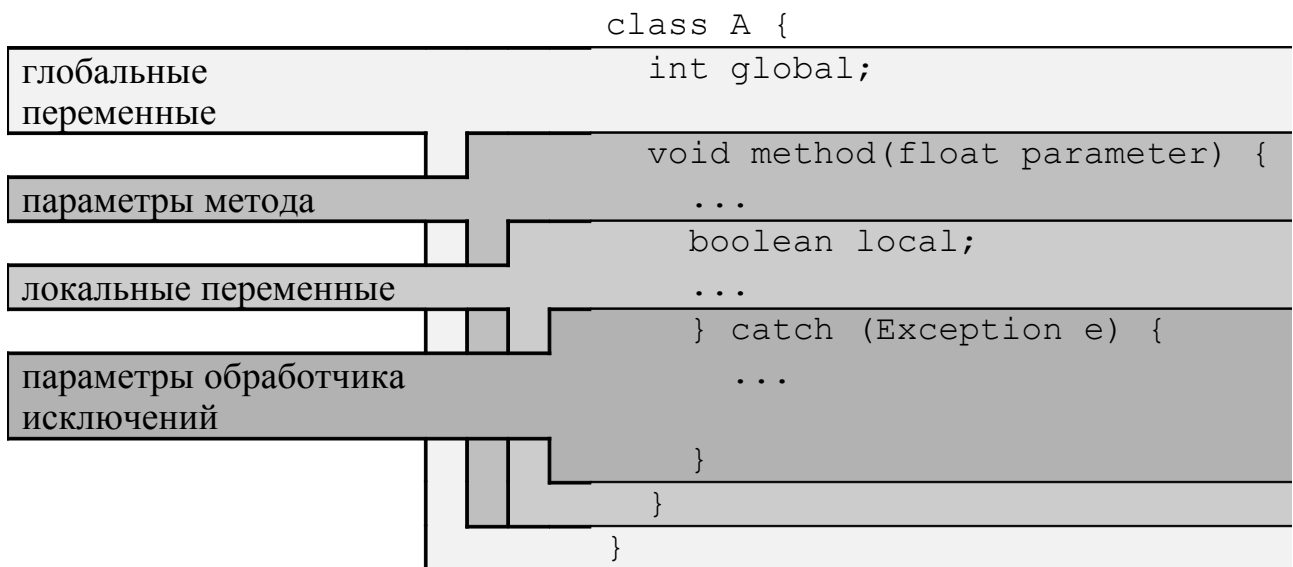 class A {
глобальные
переменные
int global;
void method(float parameter) {
параметры метода
...
boolean local;
локальные переменные
...
} catch (Exception e) {
параметры обработчика
исключений
...
}
}
}